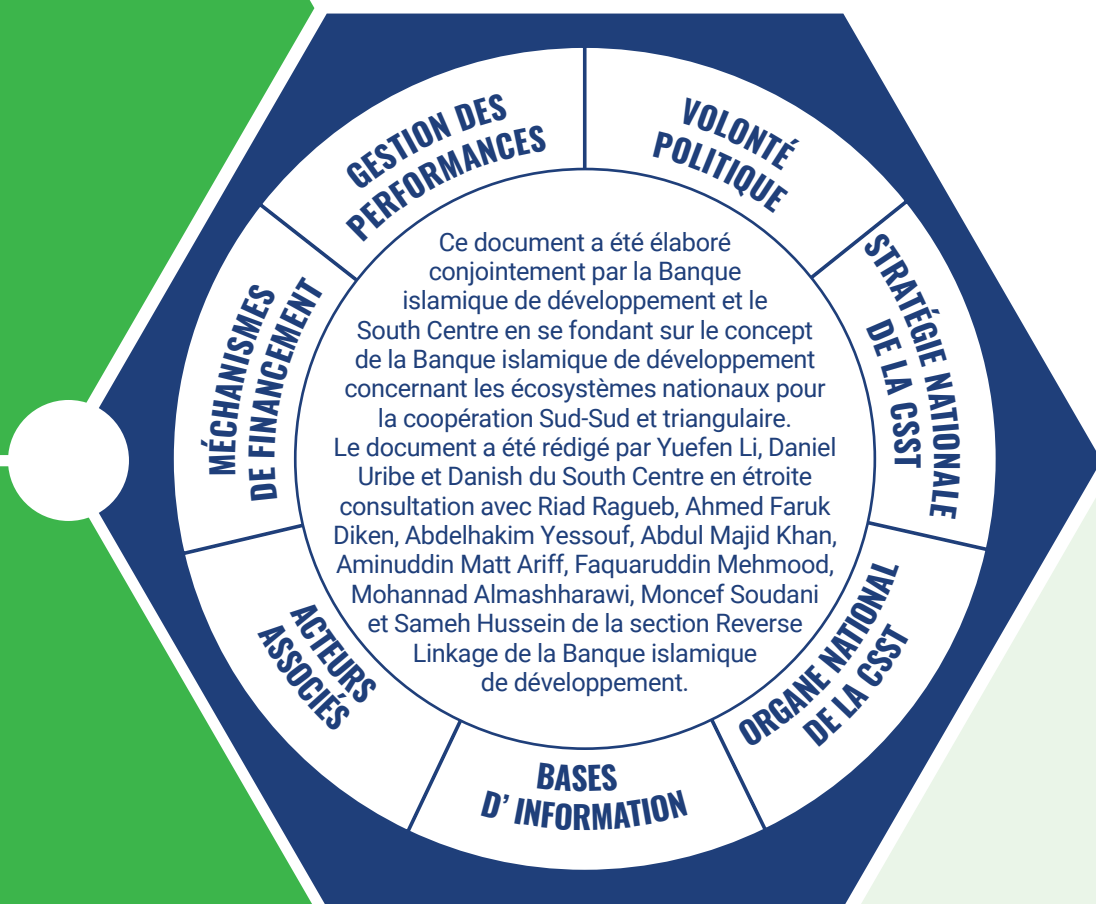 GESTION DES
PERFORMANCES
VOLONTÉ
POLITIQUE
STRATÉGIE NATIONALE
DE LA CSST
ORGANE NATIONAL
DE LA CSST
BASES
D' INFORMATION
ACTEURS
ASSOCIÉS
MÉCHANISMES
DE FINANCEMENT
Ce document a été élaboré
conjointement par la Banque
islamique de développement et le
South Centre en se fondant sur le concept
de la Banque islamique de développement
concernant les écosystèmes nationaux pour
la coopération Sud-Sud et triangulaire.
Le document a été rédigé par Yuefen Li, Daniel
Uribe et Danish du South Centre en étroite
consultation avec Riad Ragueb, Ahmed Faruk
Diken, Abdelhakim Yessouf, Abdul Majid Khan,
Aminuddin Matt Ariff, Faquaruddin Mehmood,
Mohannad Almashharawi, Moncef Soudani
et Sameh Hussein de la section Reverse
Linkage de la Banque islamique
de développement.